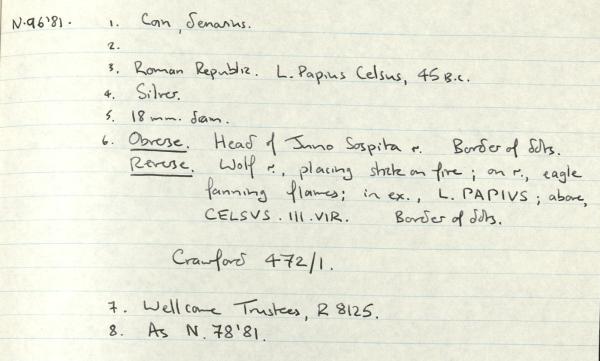 N.96'81. 1. Coin, denarius.
2.
3. Roman Republic. L. Papius Celsus, 45 B.C.
4. Silver.
5. 18 mm. diam.
6. Obverse. Head of Juno Sospita r. Border of dots.
Reverse. Wolf r., placing stick on fire; on r., eagle
fanning flames; in ex., L. PAPIVS; above,
CELSVS. III. VIR. Border of dots.
Crawford 472/1.
7. Wellcome Trustees, R 8125.
8. As N. 78'81.